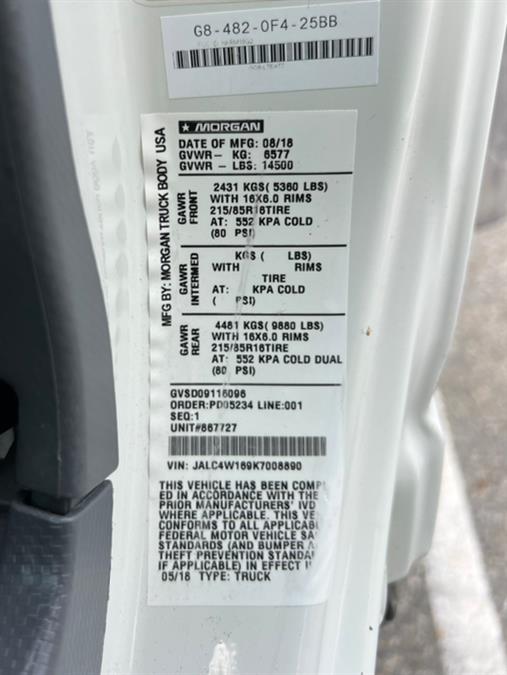 G8-482-0F4-25BB
MORGAN
DATE OF MFG: 08/18
GVWR- KG: 6577
GVWR- LBS: 14500
MFG BY: MORGAN TRUCK BODY USA
GAWR FRONT
2431 KGS( 5360 LBS)
WITH 16X6.0 RIMS
215/85R16TIRE
AT: 552 KPA COLD
(80 PSI)
GAWR INTERMED
KGS ( LBS)
WITH RIMS
TIRE
AT: KPA COLD
( PSI)
GAWR REAR
4481 KGS( 9880 LBS)
WITH 16X6.0 RIMS
215/85R16TIRE
AT: 552 KPA COLD DUAL
(80 PSI)
GVSD09116096
ORDER:PD05234 LINE:001
SEQ:1
UNIT#867727
VIN: JALC4W169K7008890
THIS VEHICLE HAS BEEN COMPL
ED IN ACCORDANCE WITH THE
PRIOR MANUFACTURERS' IVD
WHERE APPLICABLE. THIS VE
CONFORMS TO ALL APPLICABL
FEDERAL MOTOR VEHICLE SA
STANDARDS (AND BUMPER A
THEFT PREVENTION STANDA
IF APPLICABLE) IN EFFECT I
05/18 TYPE: TRUCK